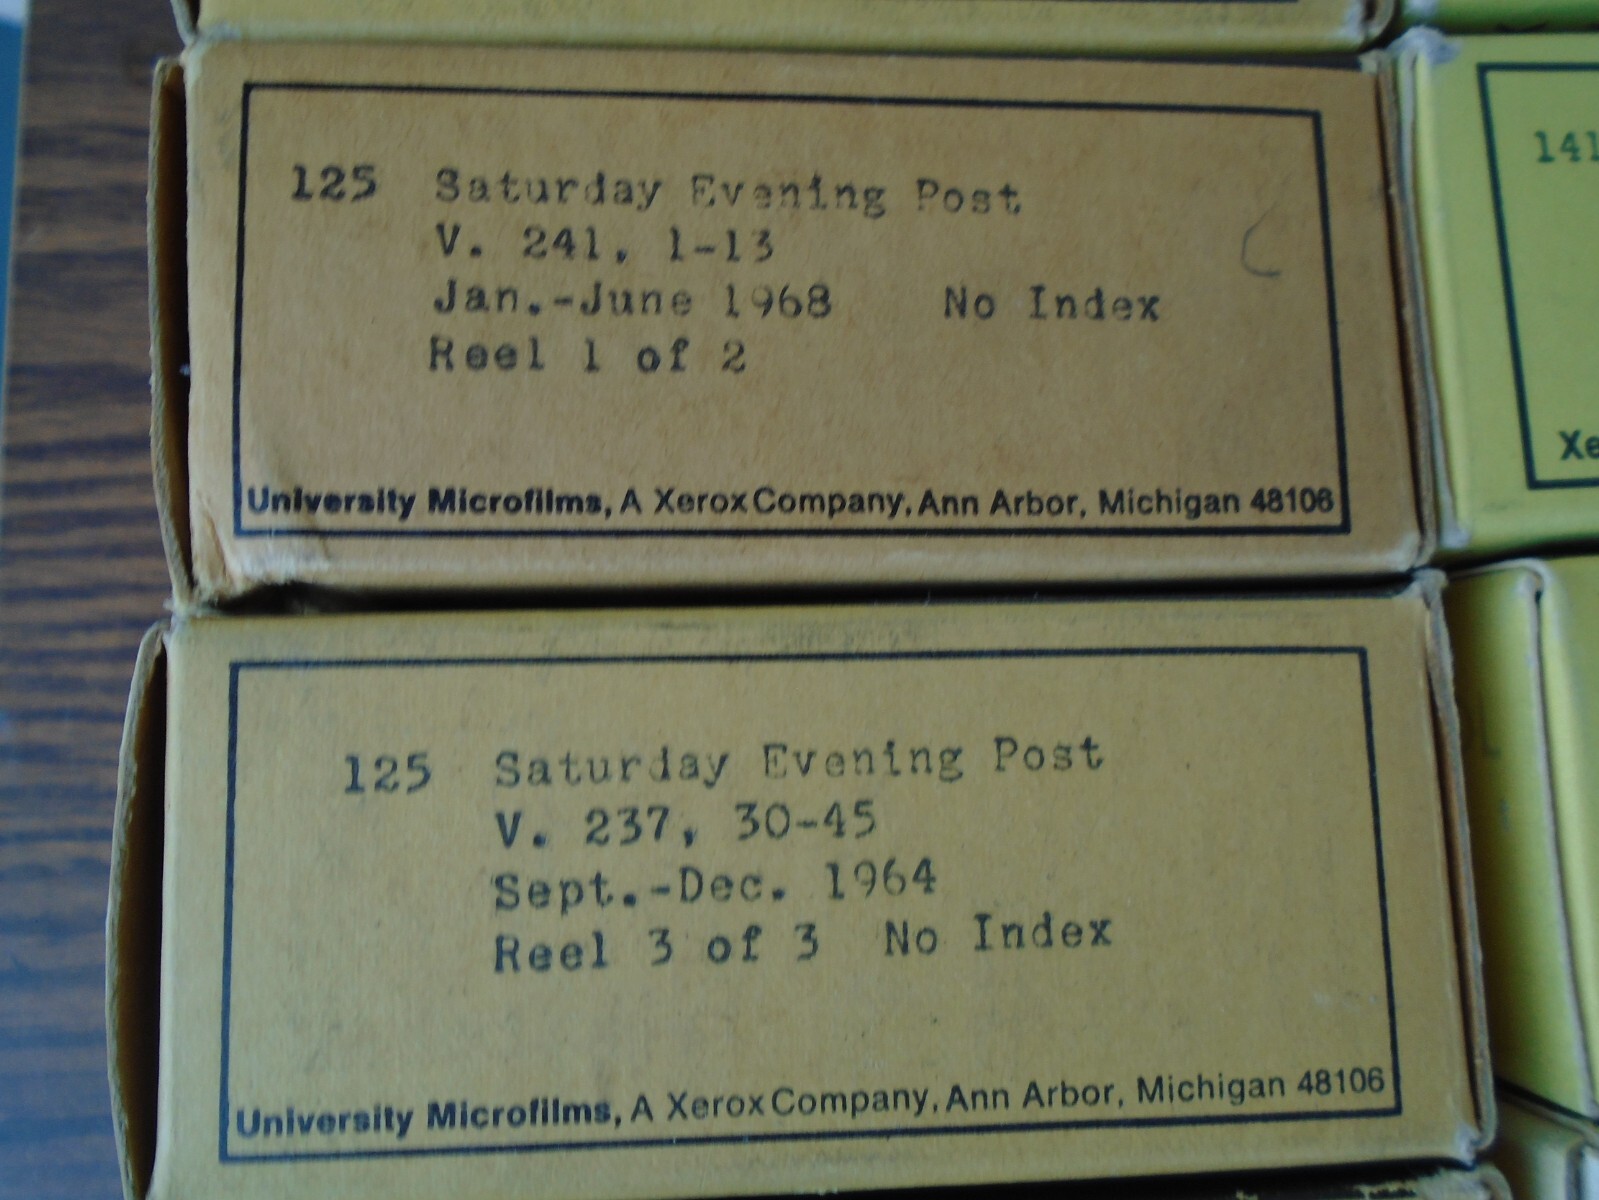 125 Saturday Evening Post
V. 241, 1-13
Jan.-June 1968 No Index
Reel 1 of 2
University Microfilms, A Xerox Company, Ann Arbor, Michigan 48106
125 Saturday Evening Post
V. 237, 30-45
Sept.-Dec. 1964
Reel 3 of 3 No Index
University Microfilms, A Xerox Company, Ann Arbor, Michigan 48106
141
Xe